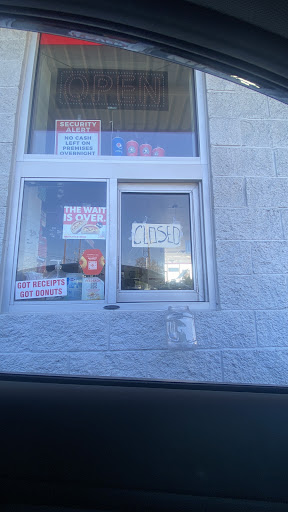 OPEN
SECURITY
ALERT
NO CASH
LEFT ON
PREMISES
OVERNIGHT
THE WAIT
IS OVER.
CLOSED
GOT RECEIPTS
GOT DONUTS